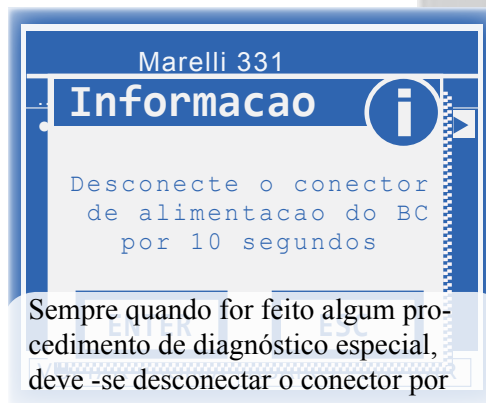 Marelli 331
Informacao
i
Desconecte o conector
de alimentacao do BC
por 10 segundos
ENTER ESC
Sempre quando for feito algum pro-
cedimento de diagnóstico especial,
deve -se desconectar o conector por